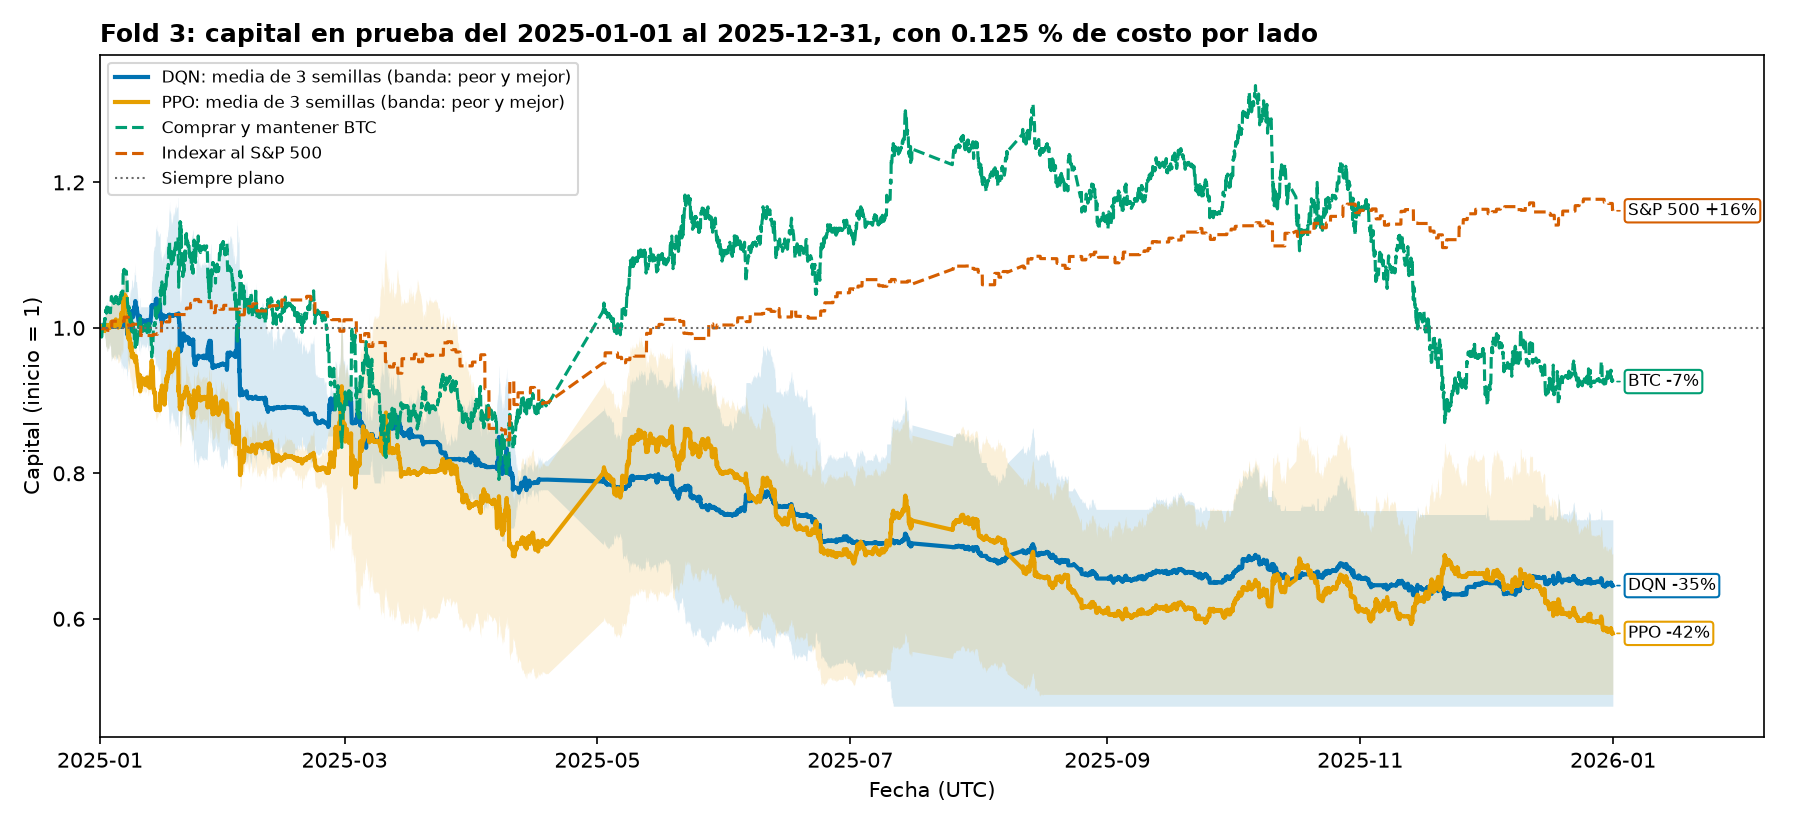 Fold 3: capital en prueba del 2025-01-01 al 2025-12-31, con 0.125 % de costo por lado
DQN: media de 3 semillas (banda: peor y mejor)
PPO: media de 3 semillas (banda: peor y mejor)
Comprar y mantener BTC
Indexar al S&P 500
Siempre plano
Capital (inicio = 1)
1.2
1.0
0.8
0.6
S&P 500 +16%
BTC -7%
DQN -35%
PPO -42%
2025-01
2025-03
2025-05
2025-07
2025-09
2025-11
2026-01
Fecha (UTC)